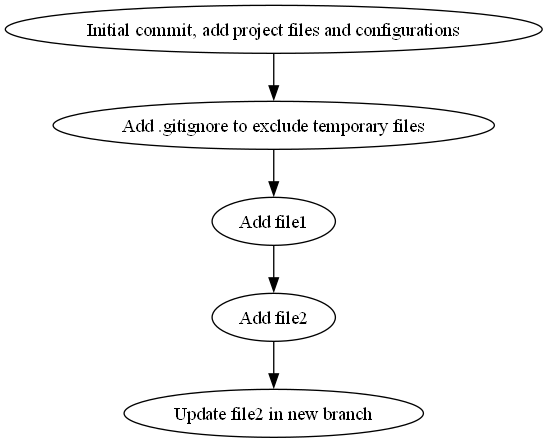 Initial commit, add project files and configurations
Add .gitignore to exclude temporary files
Add file1
Add file2
Update file2 in new branch